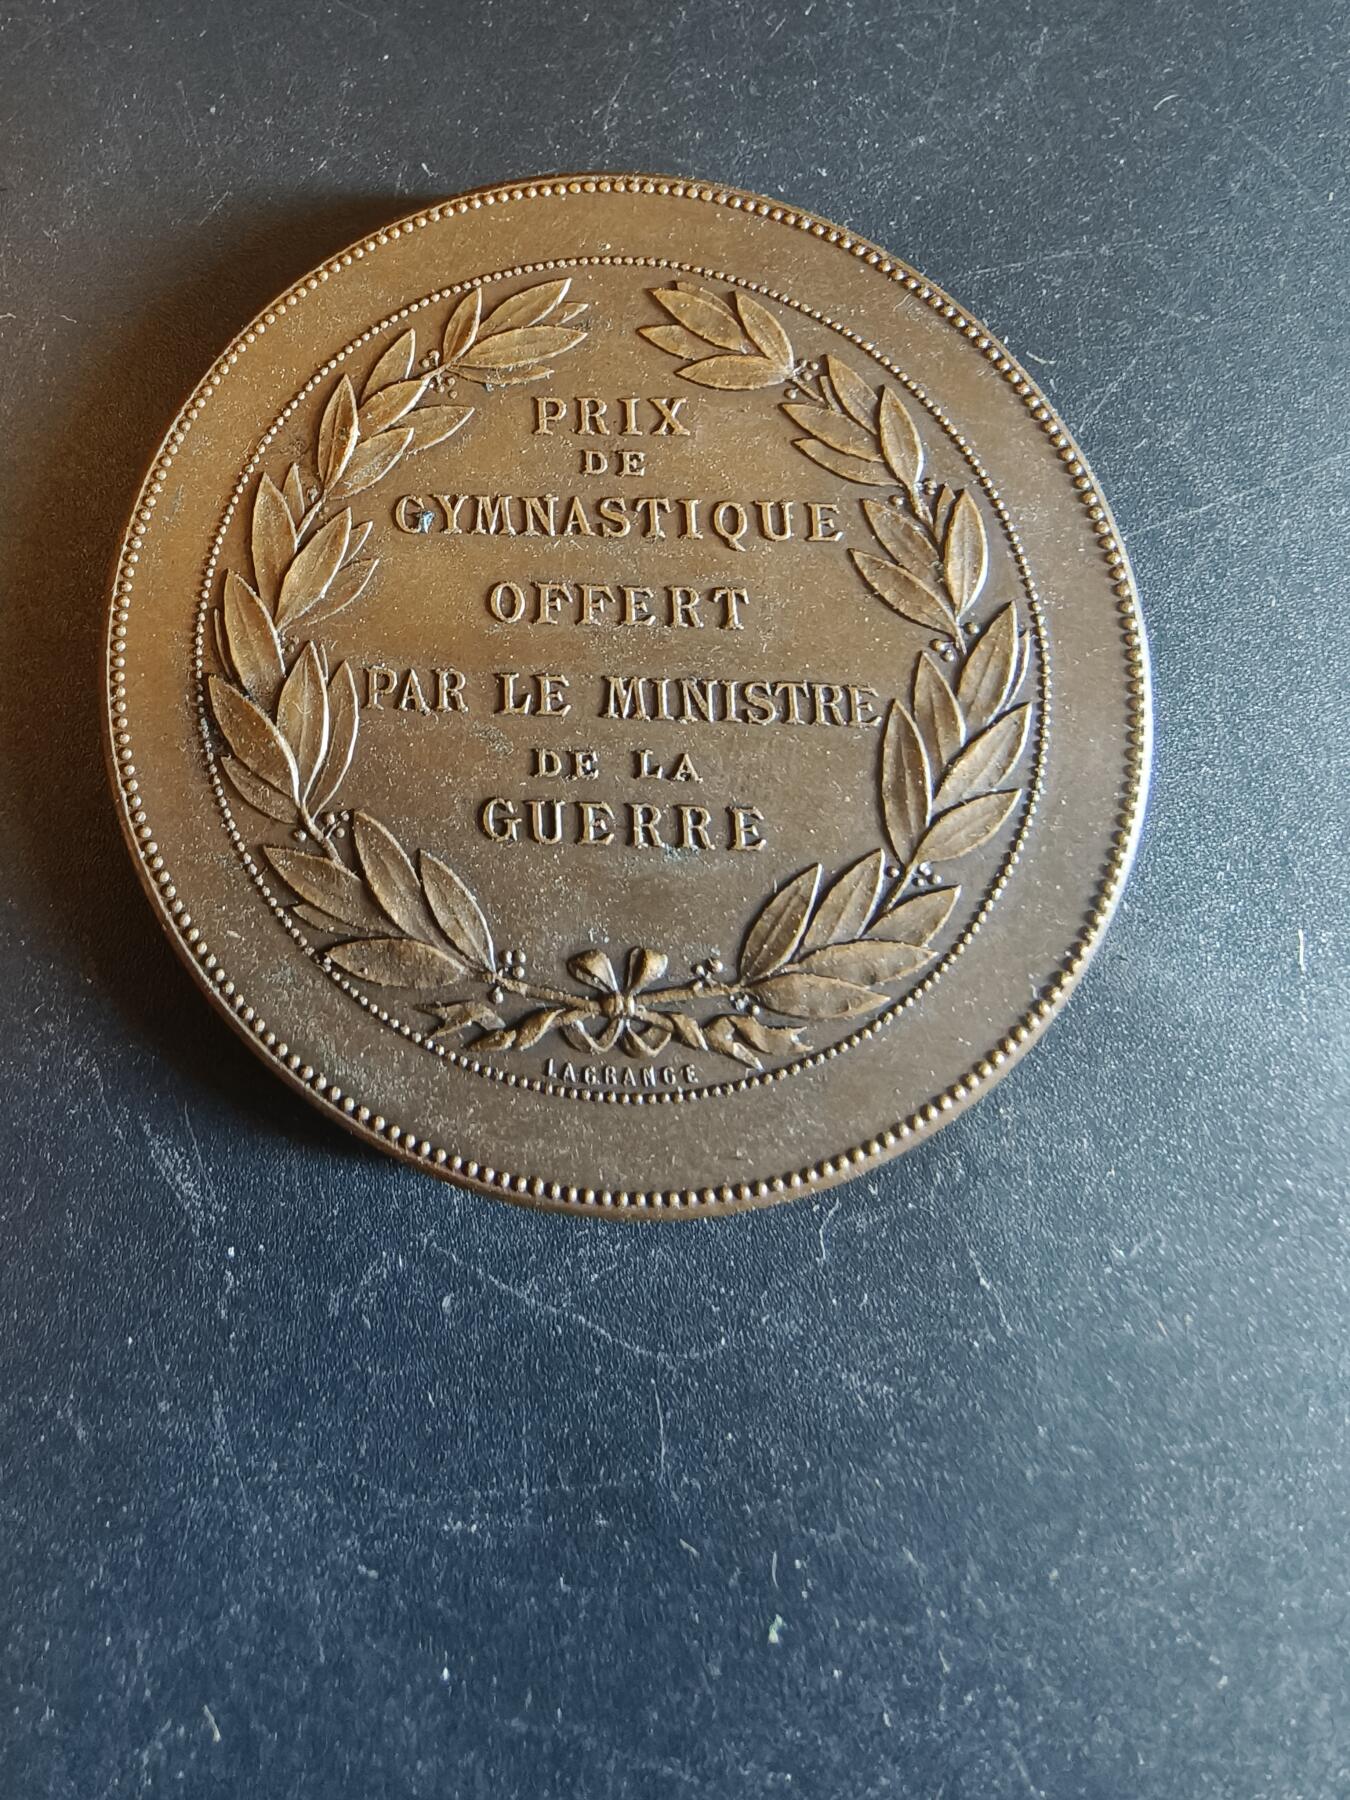 PRIX
DE
GYMNASTIQUE
OFFERT
PAR LE MINISTRE
DE LA
GUERRE
LAGRANGE